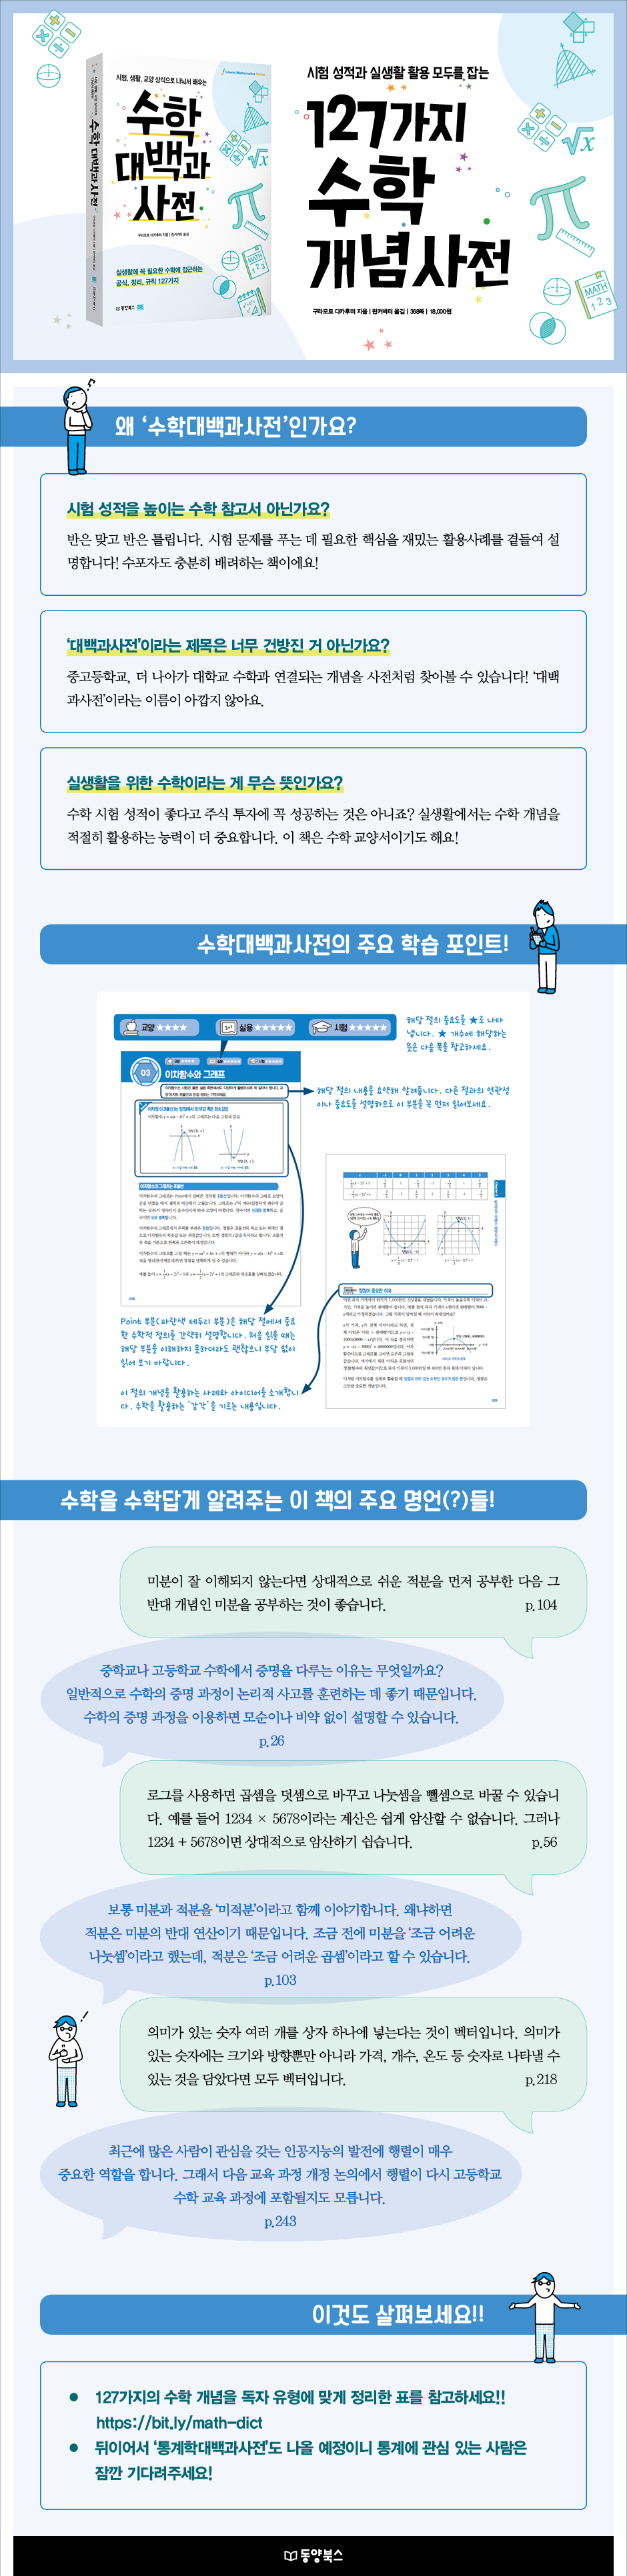 시험, 생활, 교양 상식으로 나눠서 배우는
수학
대백과
사전
구라모토 다카후미 지음 | 린커넥터 옮김
실생활에 꼭 필요한 수학에 접근하는
공식, 정리, 규칙 127가지
동양북스
수학대백과사전
시험 성적과 실생활 활용 모두를 잡는
127가지
수학
개념사전
구라모토 다카후미 지음 | 린커넥터 옮김 | 368쪽 | 18,000원
MATH
1 2 3
왜 ‘수학대백과사전’인가요?
시험 성적을 높이는 수학 참고서 아닌가요?
반은 맞고 반은 틀립니다. 시험 문제를 푸는 데 필요한 핵심을 재밌는 활용사례를 곁들여 설
명합니다! 수포자도 충분히 배려하는 책이에요!
‘대백과사전’이라는 제목은 너무 건방진 거 아닌가요?
중고등학교, 더 나아가 대학교 수학과 연결되는 개념을 사전처럼 찾아볼 수 있습니다! ‘대백
과사전’이라는 이름이 아깝지 않아요.
실생활을 위한 수학이라는 게 무슨 뜻인가요?
수학 시험 성적이 좋다고 주식 투자에 꼭 성공하는 것은 아니죠? 실생활에서는 수학 개념을
적절히 활용하는 능력이 더 중요합니다. 이 책은 수학 교양서이기도 해요!
수학대백과사전의 주요 학습 포인트!
교양 ★★★★ 실용 ★★★★★ 시험 ★★★★★
해당 절의 중요도를 ★로 나타
냅니다. ★ 개수에 해당하는
뜻은 다음 쪽을 참고하세요.
03 이차함수와 그래프
해당 절의 내용을 요약해 알려줍니다. 다른 절과의 연관성
이나 중요도를 설명하므로 이 부분을 꼭 먼저 읽어보세요.
Point 부분(파란색 테두리 부분)은 해당 절에서 필요
한 수학적 정의를 간략히 설명합니다. 처음 읽을 때는
해당 부분을 이해하지 못하더라도 괜찮으니 부담 없이
읽어 보기 바랍니다.
이 절의 개념을 활용하는 사례와 아이디어를 소개합니
다. 수학을 활용하는 ‘감각’을 기르는 내용입니다.
수학을 수학답게 알려주는 이 책의 주요 명언(?)들!
미분이 잘 이해되지 않는다면 상대적으로 쉬운 적분을 먼저 공부한 다음 그
반대 개념인 미분을 공부하는 것이 좋습니다. p.104
중학교나 고등학교 수학에서 증명을 다루는 이유는 무엇일까요?
일반적으로 수학의 증명 과정이 논리적 사고를 훈련하는 데 좋기 때문입니다.
수학의 증명 과정을 이용하면 모순이나 비약 없이 설명할 수 있습니다.
p.26
로그를 사용하면 곱셈을 덧셈으로 바꾸고 나눗셈을 뺄셈으로 바꿀 수 있습니
다. 예를 들어 1234 × 5678이라는 계산은 쉽게 암산할 수 없습니다. 그러나
1234 + 5678이면 상대적으로 암산하기 쉽습니다. p.56
보통 미분과 적분을 ‘미적분’이라고 함께 이야기합니다. 왜냐하면
적분은 미분의 반대 연산이기 때문입니다. 조금 전에 미분을 ‘조금 어려운
나눗셈’이라고 했는데, 적분은 ‘조금 어려운 곱셈’이라고 할 수 있습니다.
p.103
의미가 있는 숫자 여러 개를 상자 하나에 넣는다는 것이 벡터입니다. 의미가
있는 숫자에는 크기와 방향뿐만 아니라 가격, 개수, 온도 등 숫자로 나타낼 수
있는 것을 담았다면 모두 벡터입니다. p.218
최근에 많은 사람이 관심을 갖는 인공지능의 발전에 행렬이 매우
중요한 역할을 합니다. 그래서 다음 교육 과정 개정 논의에서 행렬이 다시 고등학교
수학 교육 과정에 포함될지도 모릅니다.
p.243
이것도 살펴보세요!!
● 127가지의 수학 개념을 독자 유형에 맞게 정리한 표를 참고하세요!!
https://bit.ly/math-dict
● 뒤이어서 ‘통계학대백과사전’도 나올 예정이니 통계에 관심 있는 사람은
잠깐 기다려주세요!
동양북스